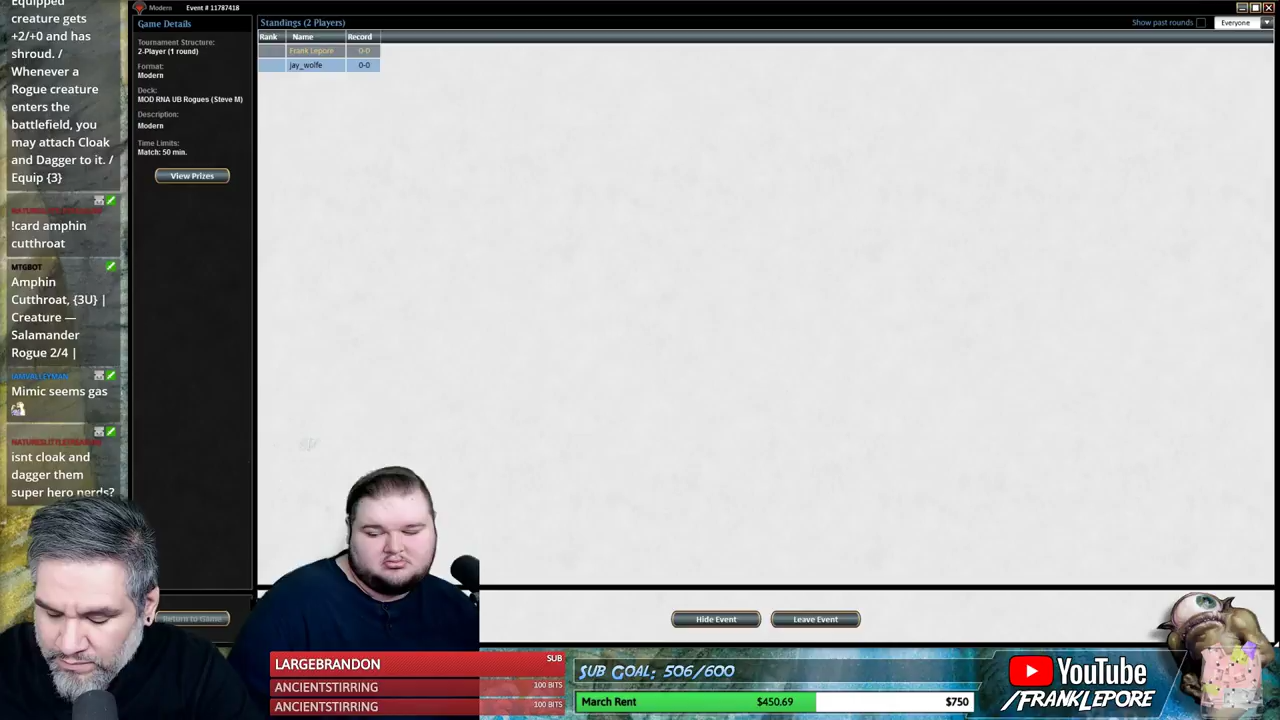 Equipped
creature gets
+2/+0 and has
shroud. /
Whenever a
Rogue creature
enters the
battlefield, you
may attach Cloak
and Dagger to it. /
Equip {3}
!card amphin
cutthroat
MTGBOT
Amphin
Cutthroat, {3U} |
Creature —
Salamander
Rogue 2/4 |
IAMVALLEYMAN
Mimic seems gas
isnt cloak and
dagger them
super hero nerds?
Modern Event # 11787418
Game Details
Tournament Structure:
2-Player (1 round)
Format:
Modern
Deck:
MOD RNA UB Rogues (Steve M)
Description:
Modern
Time Limits:
Match: 50 min.
View Prizes
Return to Game
Standings (2 Players)
Show past rounds Everyone
Rank Name Record
Frank Lepore 0-0
jay_wolfe 0-0
Hide Event Leave Event
LARGEBRANDON SUB
ANCIENTSTIRRING 100 BITS
ANCIENTSTIRRING 100 BITS
SUB GOAL: 506/600
March Rent $450.69 $750
YouTube
/FRANKLEPORE